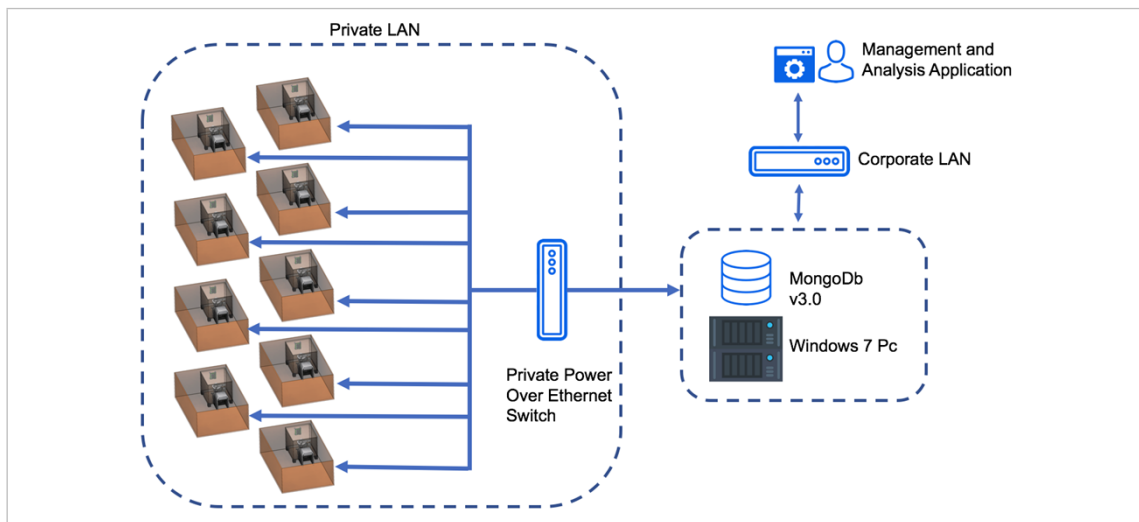 Private LAN
Management and
Analysis Application
Corporate LAN
MongoDb
v3.0
Windows 7 Pc
Private Power
Over Ethernet
Switch